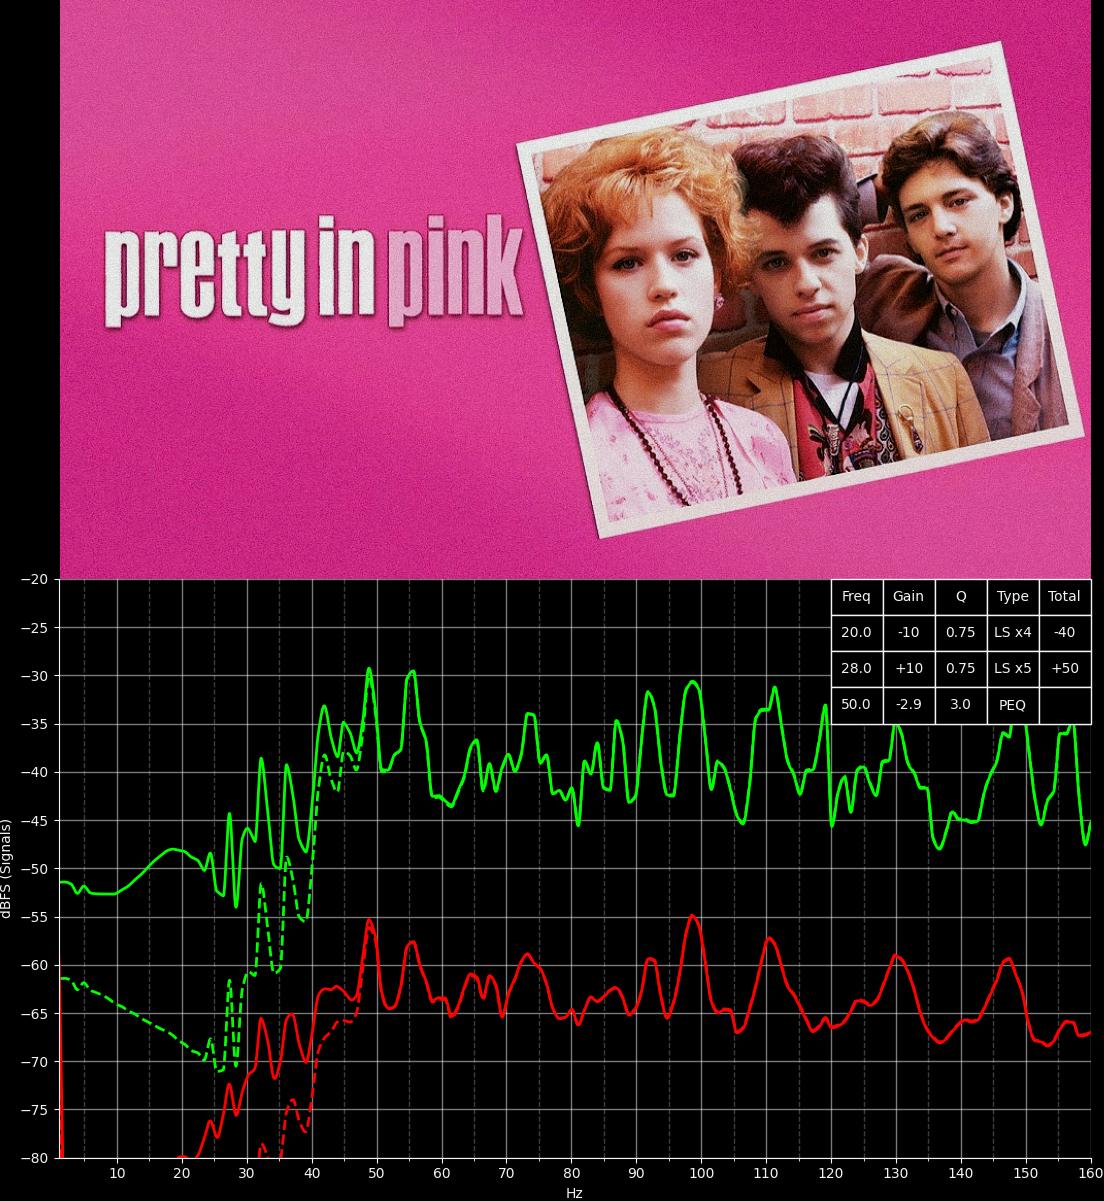 pretty in pink
Freq Gain Q Type Total
20.0 -10 0.75 LS x4 -40
28.0 +10 0.75 LS x5 +50
50.0 -2.9 3.0 PEQ
−20
−25
−30
−35
−40
−45
−50
−55
−60
−65
−70
−75
−80
dBFS (Signals)
10 20 30 40 50 60 70 80 90 100 110 120 130 140 150 160
Hz